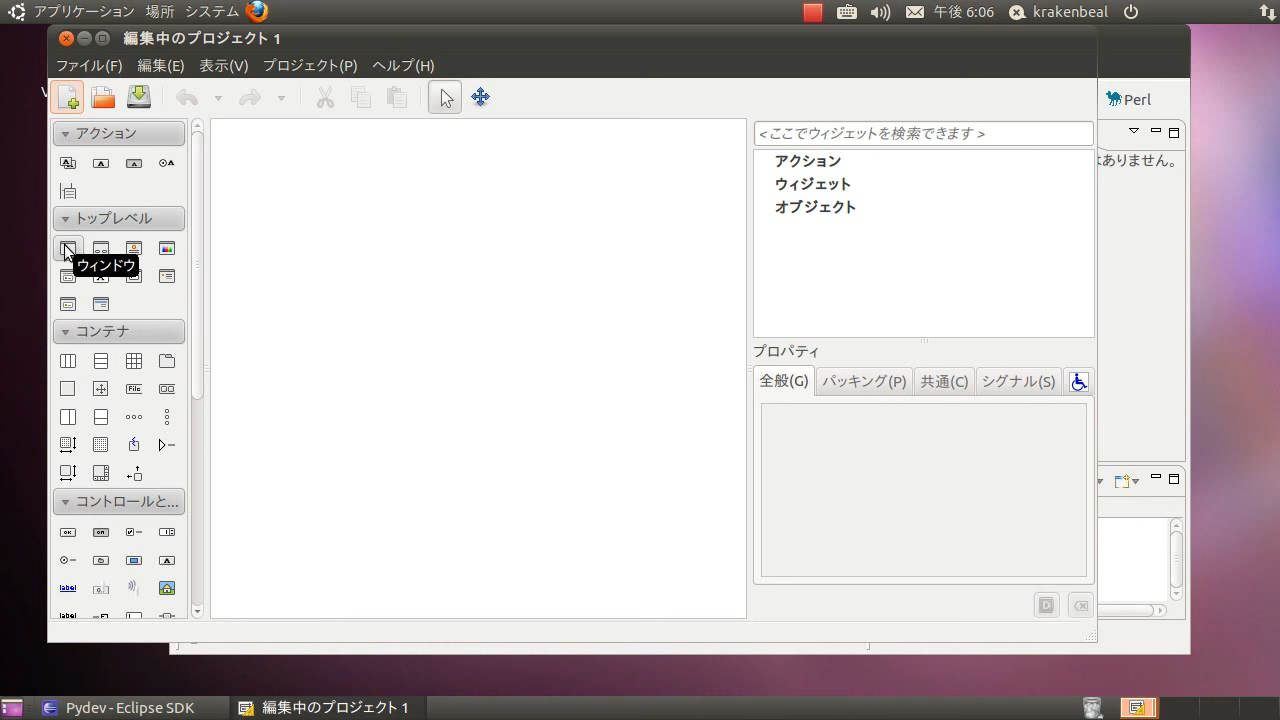 アプリケーション 場所 システム 午後 6:06 krakenbeal
編集中のプロジェクト 1
ファイル(F) 編集(E) 表示(V) プロジェクト(P) ヘルプ(H)
Perl
アクション
<ここでウィジェットを検索できます >
アクション
はありません。
ウィジェット
オブジェクト
トップレベル
ウィンドウ
コンテナ
File
プロパティ
全般(G) パッキング(P) 共通(C) シグナル(S)
コントロールと...
OK
label
label
Pydev - Eclipse SDK 編集中のプロジェクト 1